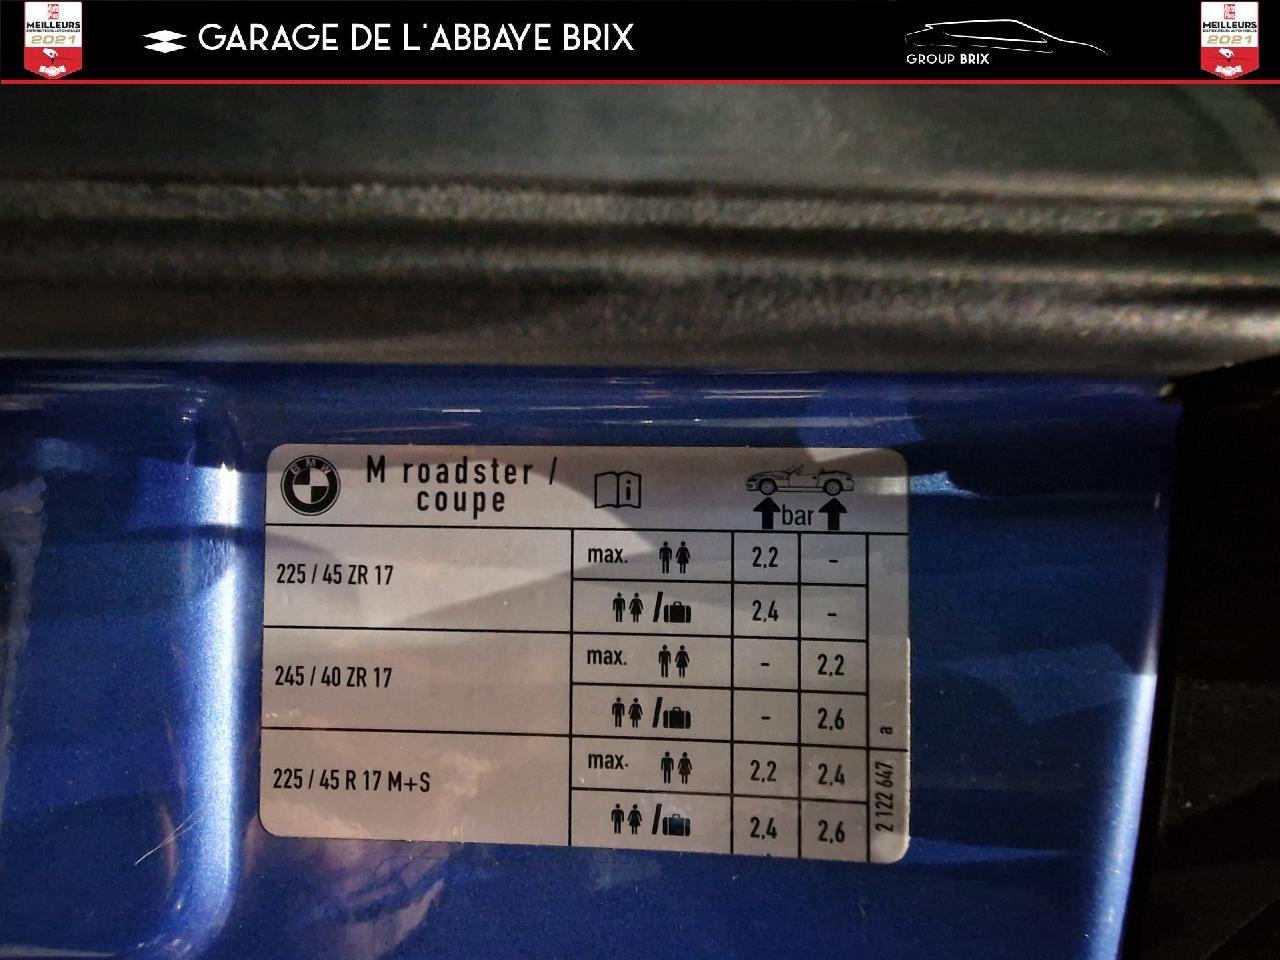 MEILLEURS
2021
GARAGE DE L'ABBAYE BRIX
GROUP BRIX
MEILLEURS
2021
BMW
M roadster /
coupe
i
bar
225 / 45 ZR 17
max.
2,2
-
/
2,4
-
245 / 40 ZR 17
max.
-
2,2
/
-
2,6
a
225 / 45 R 17 M+S
max.
2,2
2,4
/
2,4
2,6
2 122 647